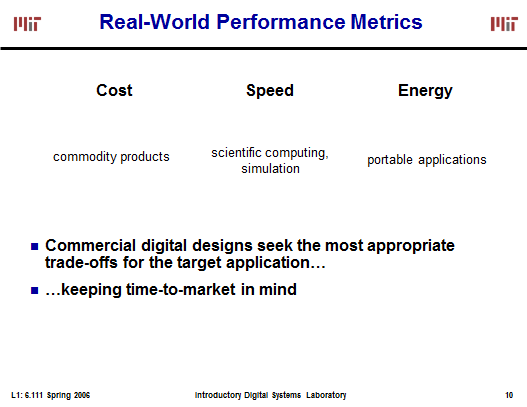 MIT
Real-World Performance Metrics
MIT
Cost
Speed
Energy
commodity products
scientific computing,
simulation
portable applications
Commercial digital designs seek the most appropriate
trade-offs for the target application…
…keeping time-to-market in mind
L1: 6.111 Spring 2006
Introductory Digital Systems Laboratory
10